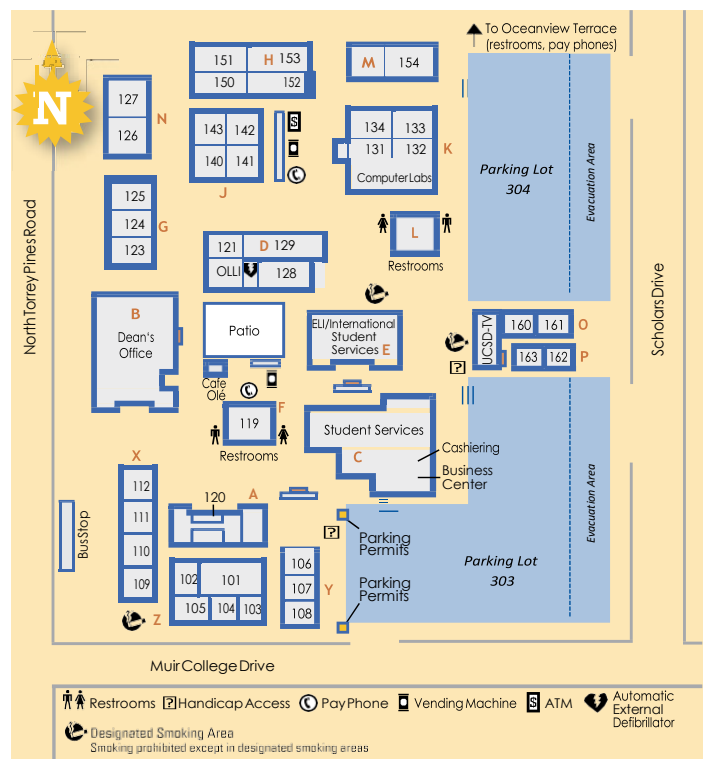 To Oceanview Terrace
(restrooms, pay phones)
N
151
H
153
150
152
M
154
127
126
N
143
142
140
141
J
$
134
133
131
132
Computer Labs
K
Parking Lot
304
Evacuation Area
125
124
123
G
L
Restrooms
121
D
129
OLLI
128
North Torrey Pines Road
Scholars Drive
B
Dean's
Office
Patio
ELI/International
Student
Services E
UCSD-TV
160
161
O
163
162
P
?
Cafe
Olé
F
119
Restrooms
Student Services
C
Cashiering
Business
Center
X
112
111
110
109
Bus Stop
120
A
?
Parking
Permits
Parking Lot
303
Evacuation Area
Parking
Permits
102
101
105
104
103
Z
106
107
108
Y
Muir College Drive
Restrooms
? Handicap Access
Pay Phone
Vending Machine
$ ATM
Automatic
External
Defibrillator
Designated Smoking Area
Smoking prohibited except in designated smoking areas